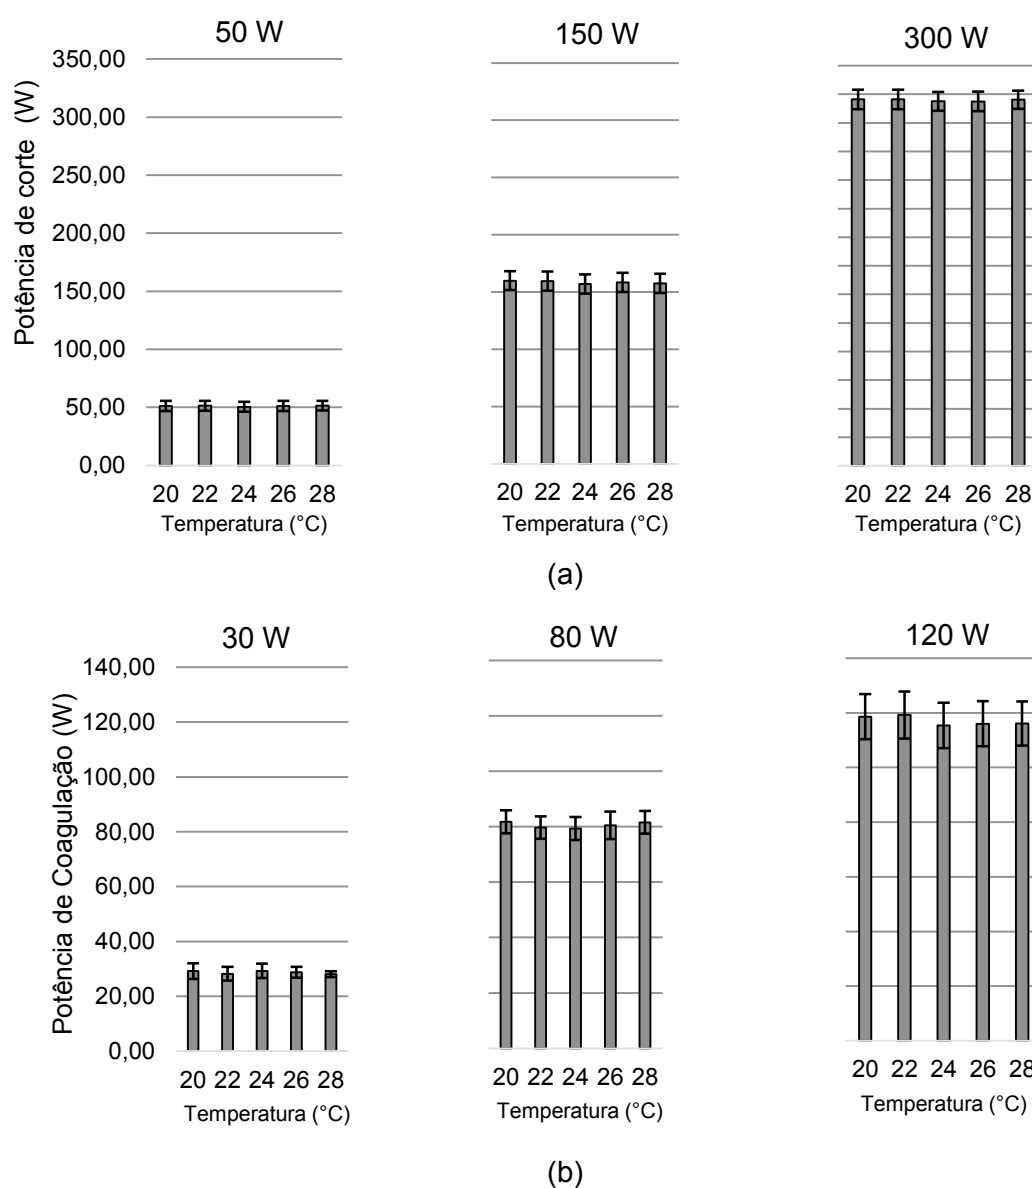 50 W
150 W
300 W
Potência de corte (W)
350,00
300,00
250,00
200,00
150,00
100,00
50,00
0,00
20 22 24 26 28
20 22 24 26 28
20 22 24 26 28
Temperatura (°C)
Temperatura (°C)
Temperatura (°C)
(a)
30 W
80 W
120 W
Potência de Coagulação (W)
140,00
120,00
100,00
80,00
60,00
40,00
20,00
0,00
20 22 24 26 28
20 22 24 26 28
20 22 24 26 28
Temperatura (°C)
Temperatura (°C)
Temperatura (°C)
(b)